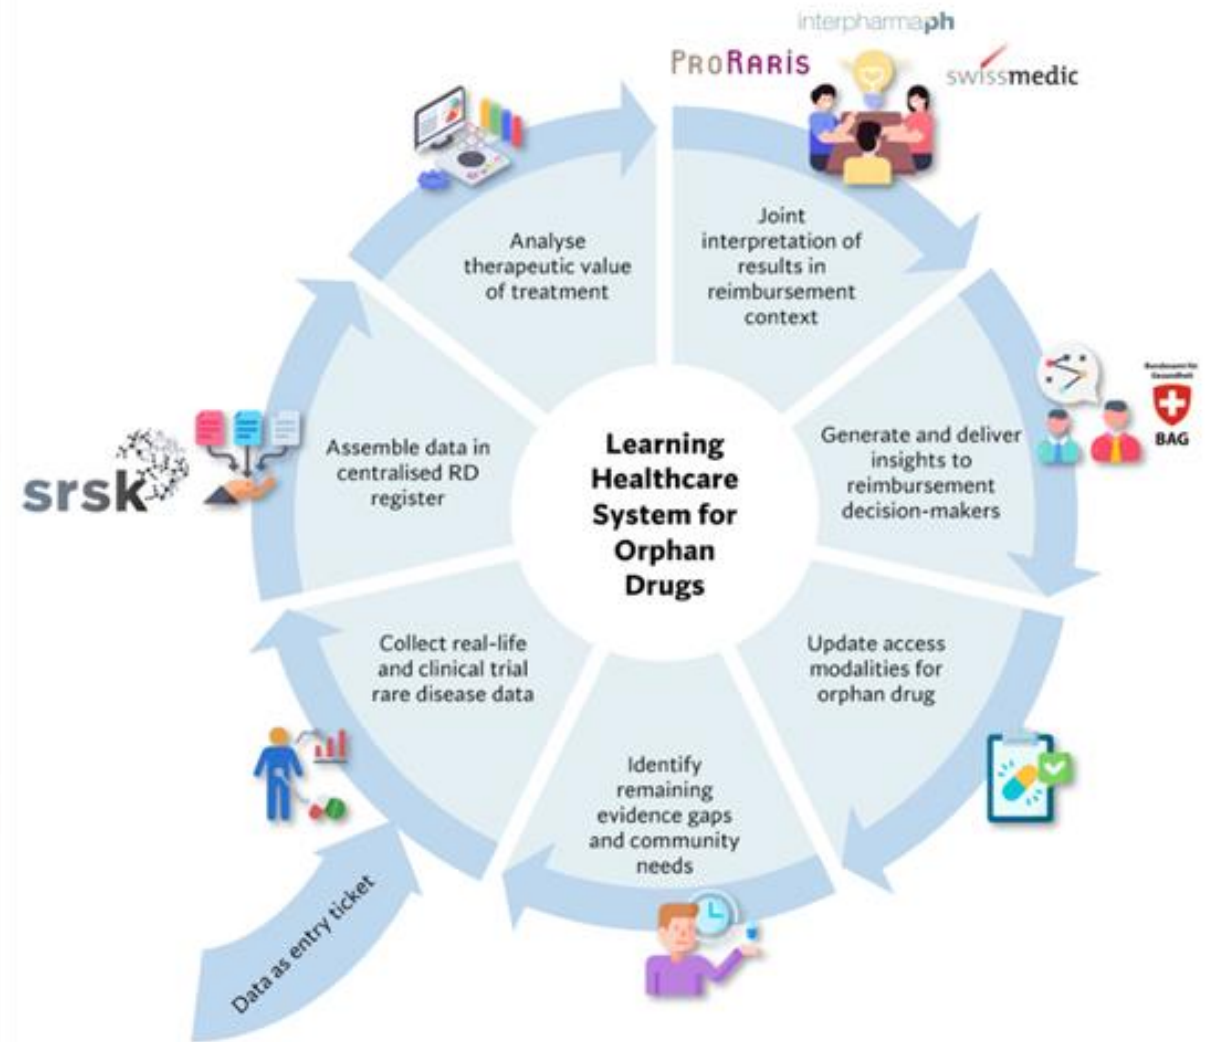 interpharmaph
PRORARIS
swissmedic
Analyse
therapeutic value
of treatment
Joint
interpretation of
results in
reimbursement
context
Generate and deliver
insights to
reimbursement
decision-makers
Bundesamt für
Gesundheit
BAG
Update access
modalities for
orphan drug
Identify
remaining
evidence gaps
and community
needs
Collect real-life
and clinical trial
rare disease data
Data as entry ticket
Assemble data in
centralised RD
register
srsk
Learning
Healthcare
System for
Orphan
Drugs